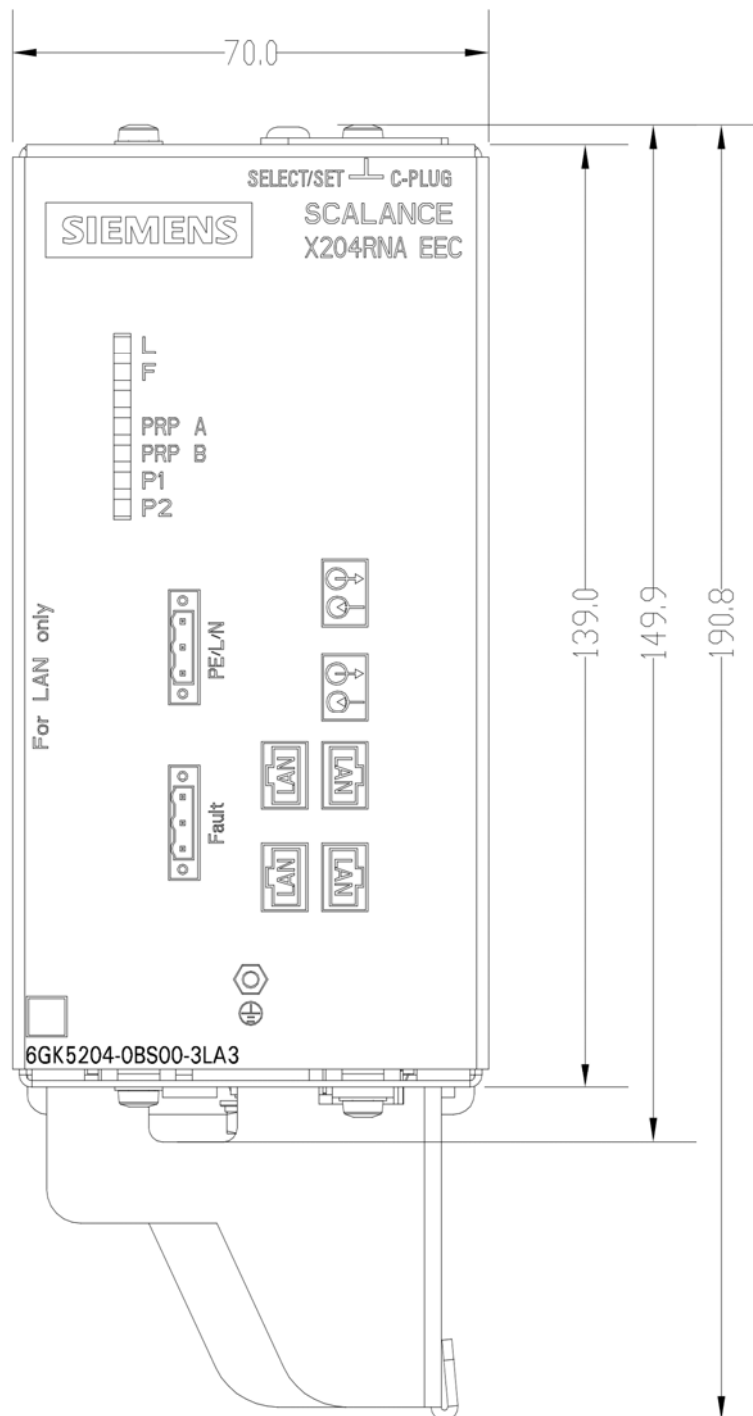 70.0
SELECT/SET C-PLUG
SIEMENS
SCALANCE
X204RNA EEC
L
F
PRP A
PRP B
P1
P2
For LAN only
PE/L/N
Fault
LAN
LAN
LAN
LAN
139.0
149.9
190.8
6GK5204-0BS00-3LA3